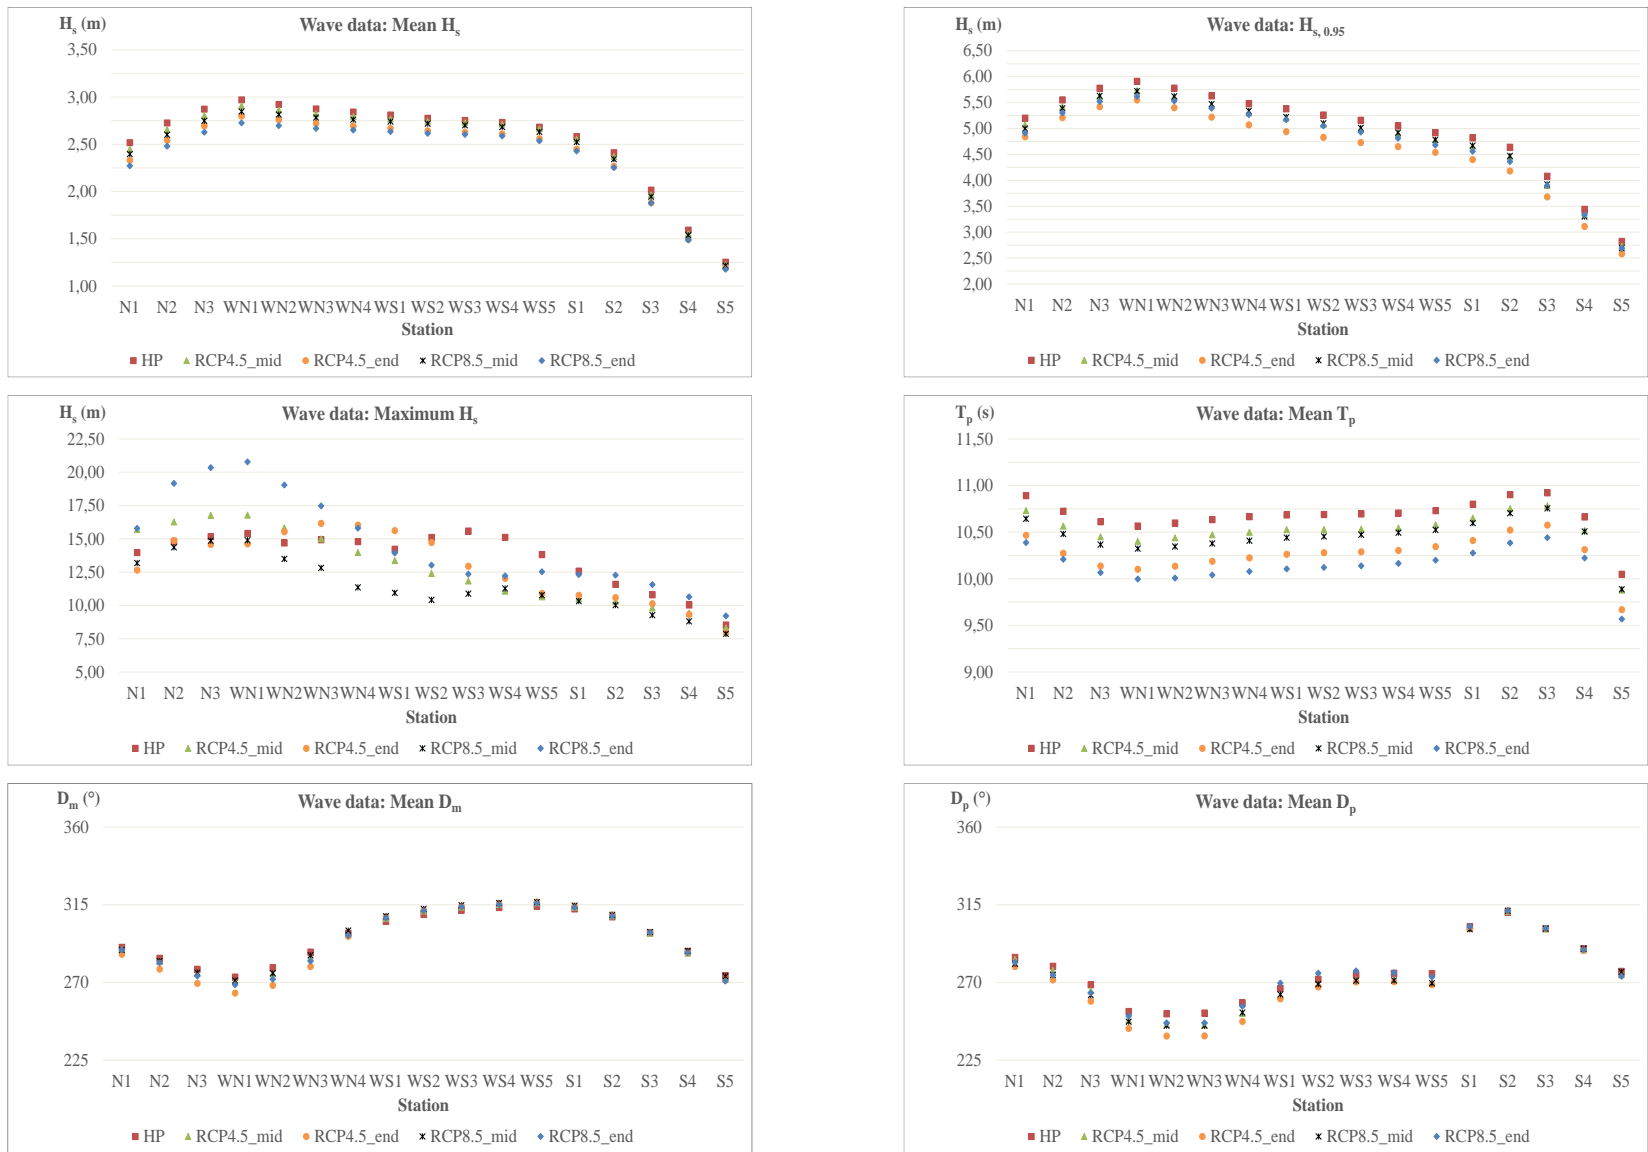 H_s (m) Wave data: Mean H_s
3,50
3,00
2,50
2,00
1,50
1,00
N1 N2 N3 WN1 WN2 WN3 WN4 WS1 WS2 WS3 WS4 WS5 S1 S2 S3 S4 S5
Station
HP RCP4.5_mid RCP4.5_end RCP8.5_mid RCP8.5_end
H_s (m) Wave data: H_s, 0.95
6,50
6,00
5,50
5,00
4,50
4,00
3,50
3,00
2,50
2,00
N1 N2 N3 WN1 WN2 WN3 WN4 WS1 WS2 WS3 WS4 WS5 S1 S2 S3 S4 S5
Station
HP RCP4.5_mid RCP4.5_end RCP8.5_mid RCP8.5_end
H_s (m) Wave data: Maximum H_s
22,50
20,00
17,50
15,00
12,50
10,00
7,50
5,00
N1 N2 N3 WN1 WN2 WN3 WN4 WS1 WS2 WS3 WS4 WS5 S1 S2 S3 S4 S5
Station
HP RCP4.5_mid RCP4.5_end RCP8.5_mid RCP8.5_end
T_p (s) Wave data: Mean T_p
11,50
11,00
10,50
10,00
9,50
9,00
N1 N2 N3 WN1 WN2 WN3 WN4 WS1 WS2 WS3 WS4 WS5 S1 S2 S3 S4 S5
Station
HP RCP4.5_mid RCP4.5_end RCP8.5_mid RCP8.5_end
D_m (°) Wave data: Mean D_m
360
315
270
225
N1 N2 N3 WN1 WN2 WN3 WN4 WS1 WS2 WS3 WS4 WS5 S1 S2 S3 S4 S5
Station
HP RCP4.5_mid RCP4.5_end RCP8.5_mid RCP8.5_end
D_p (°) Wave data: Mean D_p
360
315
270
225
N1 N2 N3 WN1 WN2 WN3 WN4 WS1 WS2 WS3 WS4 WS5 S1 S2 S3 S4 S5
Station
HP RCP4.5_mid RCP4.5_end RCP8.5_mid RCP8.5_end